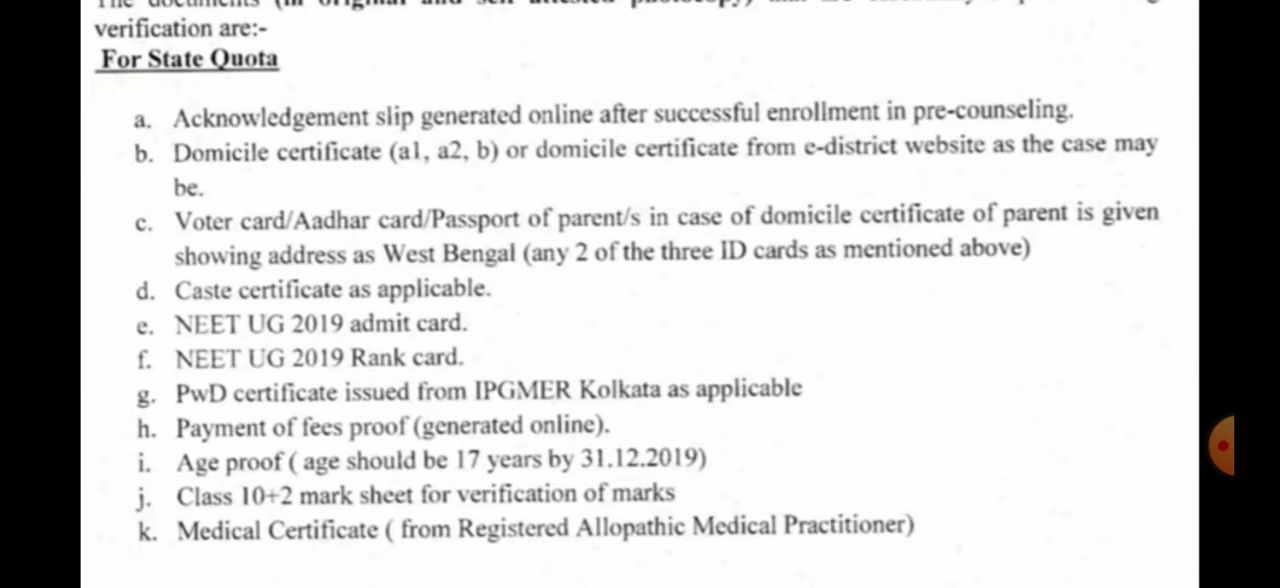 verification are:-
For State Quota
a. Acknowledgement slip generated online after successful enrollment in pre-counseling.
b. Domicile certificate (a1, a2, b) or domicile certificate from e-district website as the case may
be.
c. Voter card/Aadhar card/Passport of parent/s in case of domicile certificate of parent is given
showing address as West Bengal (any 2 of the three ID cards as mentioned above)
d. Caste certificate as applicable.
e. NEET UG 2019 admit card.
f. NEET UG 2019 Rank card.
g. PwD certificate issued from IPGMER Kolkata as applicable
h. Payment of fees proof (generated online).
i. Age proof ( age should be 17 years by 31.12.2019)
j. Class 10+2 mark sheet for verification of marks
k. Medical Certificate ( from Registered Allopathic Medical Practitioner)